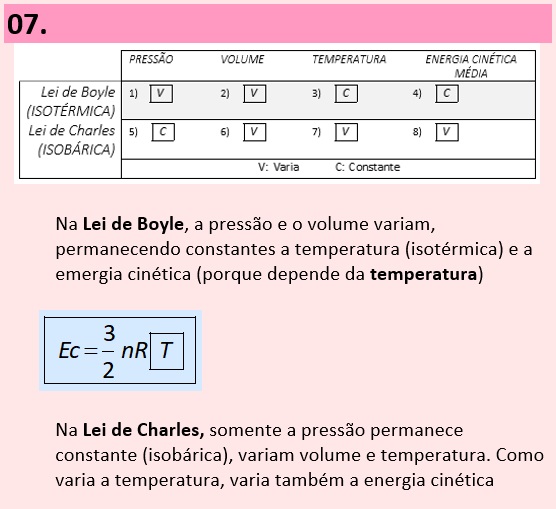 07.
PRESSÃO VOLUME TEMPERATURA ENERGIA CINÉTICA
MÉDIA
Lei de Boyle 1) V 2) V 3) C 4) C
(ISOTÉRMICA)
Lei de Charles 5) C 6) V 7) V 8) V
(ISOBÁRICA)
V: Varia C: Constante
Na Lei de Boyle, a pressão e o volume variam,
permanecendo constantes a temperatura (isotérmica) e a
emergia cinética (porque depende da temperatura)
Ec = 3/2 nR T
Na Lei de Charles, somente a pressão permanece
constante (isobárica), variam volume e temperatura. Como
varia a temperatura, varia também a energia cinética